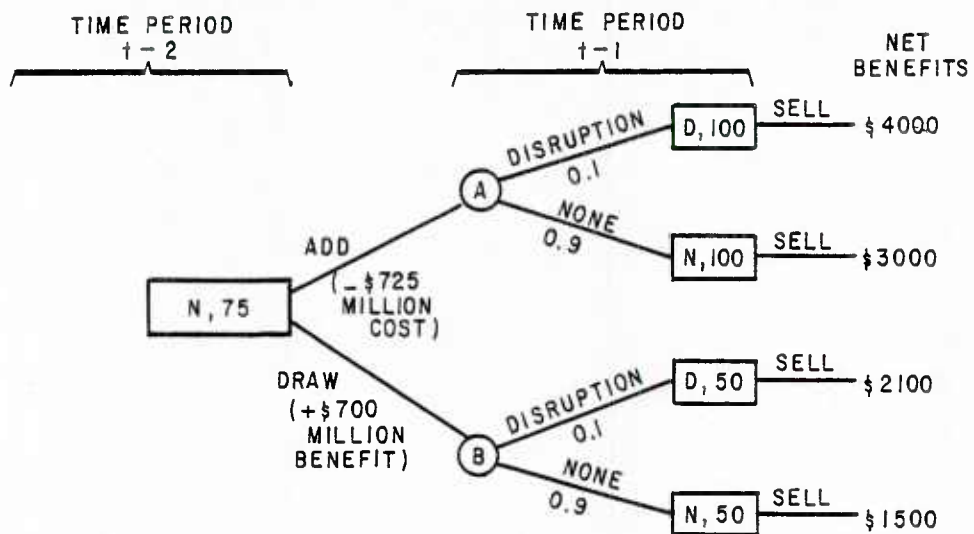 TIME PERIOD
t-2
TIME PERIOD
t-1
NET
BENEFITS
DISRUPTION
0.1
D, 100
SELL
$4000
A
NONE
0.9
N, 100
SELL
$3000
ADD
(-$725
MILLION
COST)
N, 75
DRAW
(+$700
MILLION
BENEFIT)
DISRUPTION
0.1
D, 50
SELL
$2100
B
NONE
0.9
N, 50
SELL
$1500